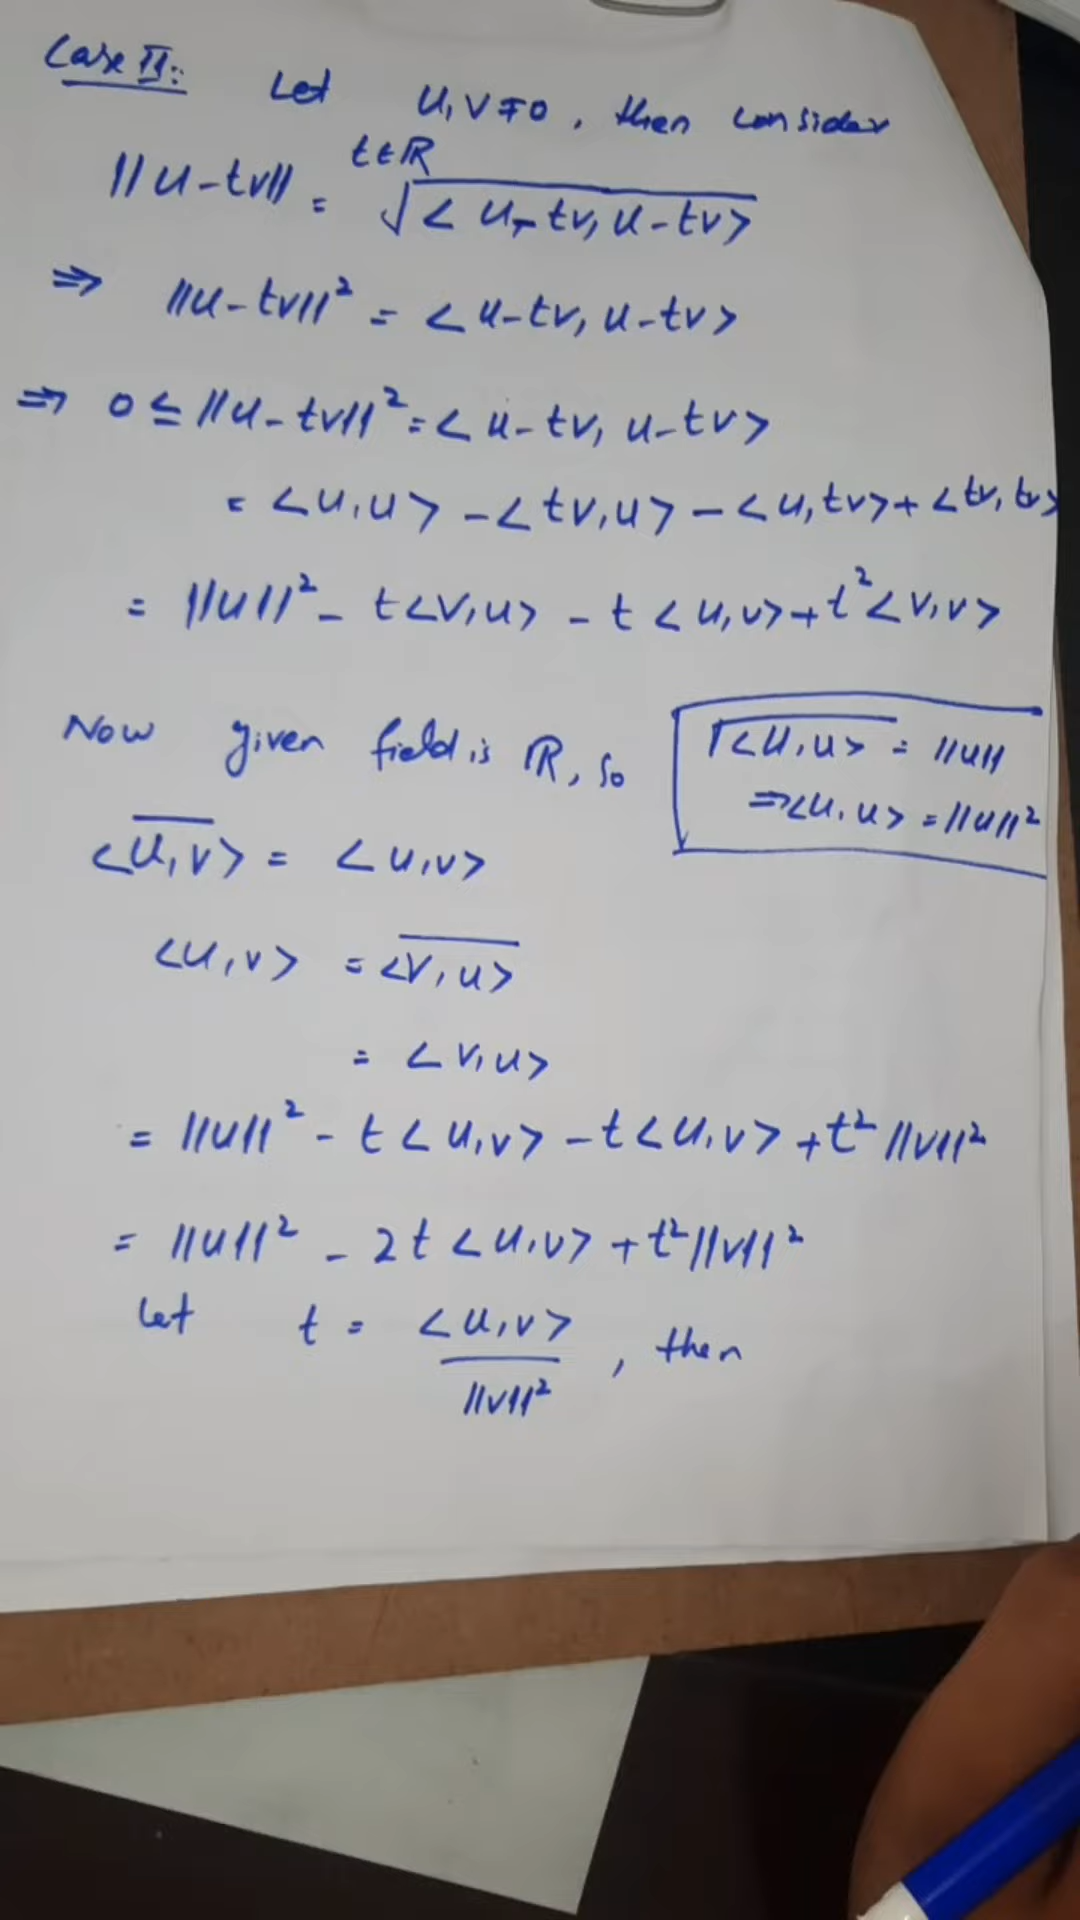 Case II: Let u, v ≠ 0, then consider
t ∈ ℝ
||u - tv|| = √<u - tv, u - tv>
⇒ ||u - tv||² = <u - tv, u - tv>
⇒ 0 ≤ ||u - tv||² = <u - tv, u - tv>
= <u, u> - <tv, u> - <u, tv> + <tv, tv>
= ||u||² - t<v, u> - t<u, v> + t²<v, v>
Now given field is ℝ, so
√<u, u> = ||u||
⇒ <u, u> = ||u||²
<u̅,̅ v̅> = <u, v>
<u, v> = <̅v̅,̅ u̅>̅
= <v, u>
= ||u||² - t<u, v> - t<u, v> + t²||v||²
= ||u||² - 2t<u, v> + t²||v||²
Let t = <u, v> / ||v||², then